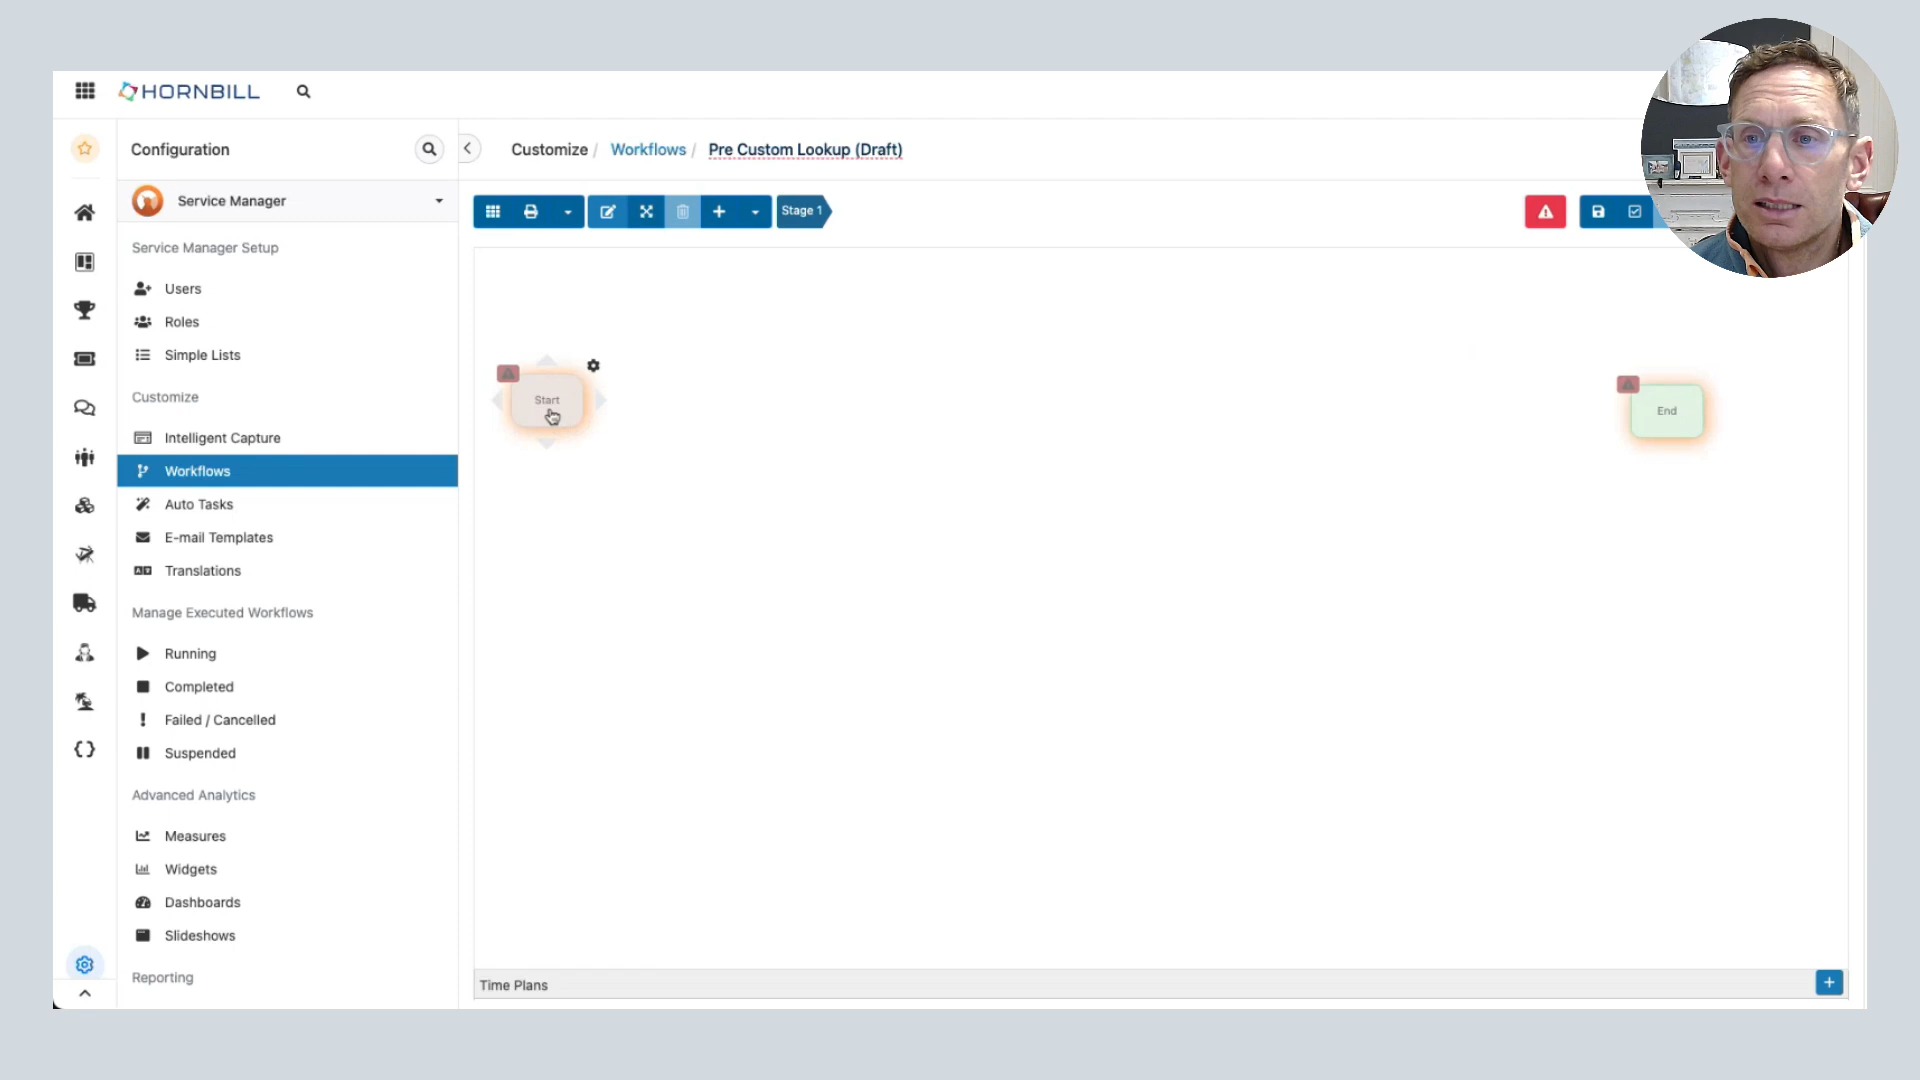 HORNBILL
Configuration
Customize / Workflows / Pre Custom Lookup (Draft)
Service Manager
Stage 1
Service Manager Setup
Users
Roles
Simple Lists
Customize
Intelligent Capture
Workflows
Auto Tasks
E-mail Templates
Translations
Manage Executed Workflows
Running
Completed
Failed / Cancelled
Suspended
Advanced Analytics
Measures
Widgets
Dashboards
Slideshows
Reporting
Start
End
Time Plans